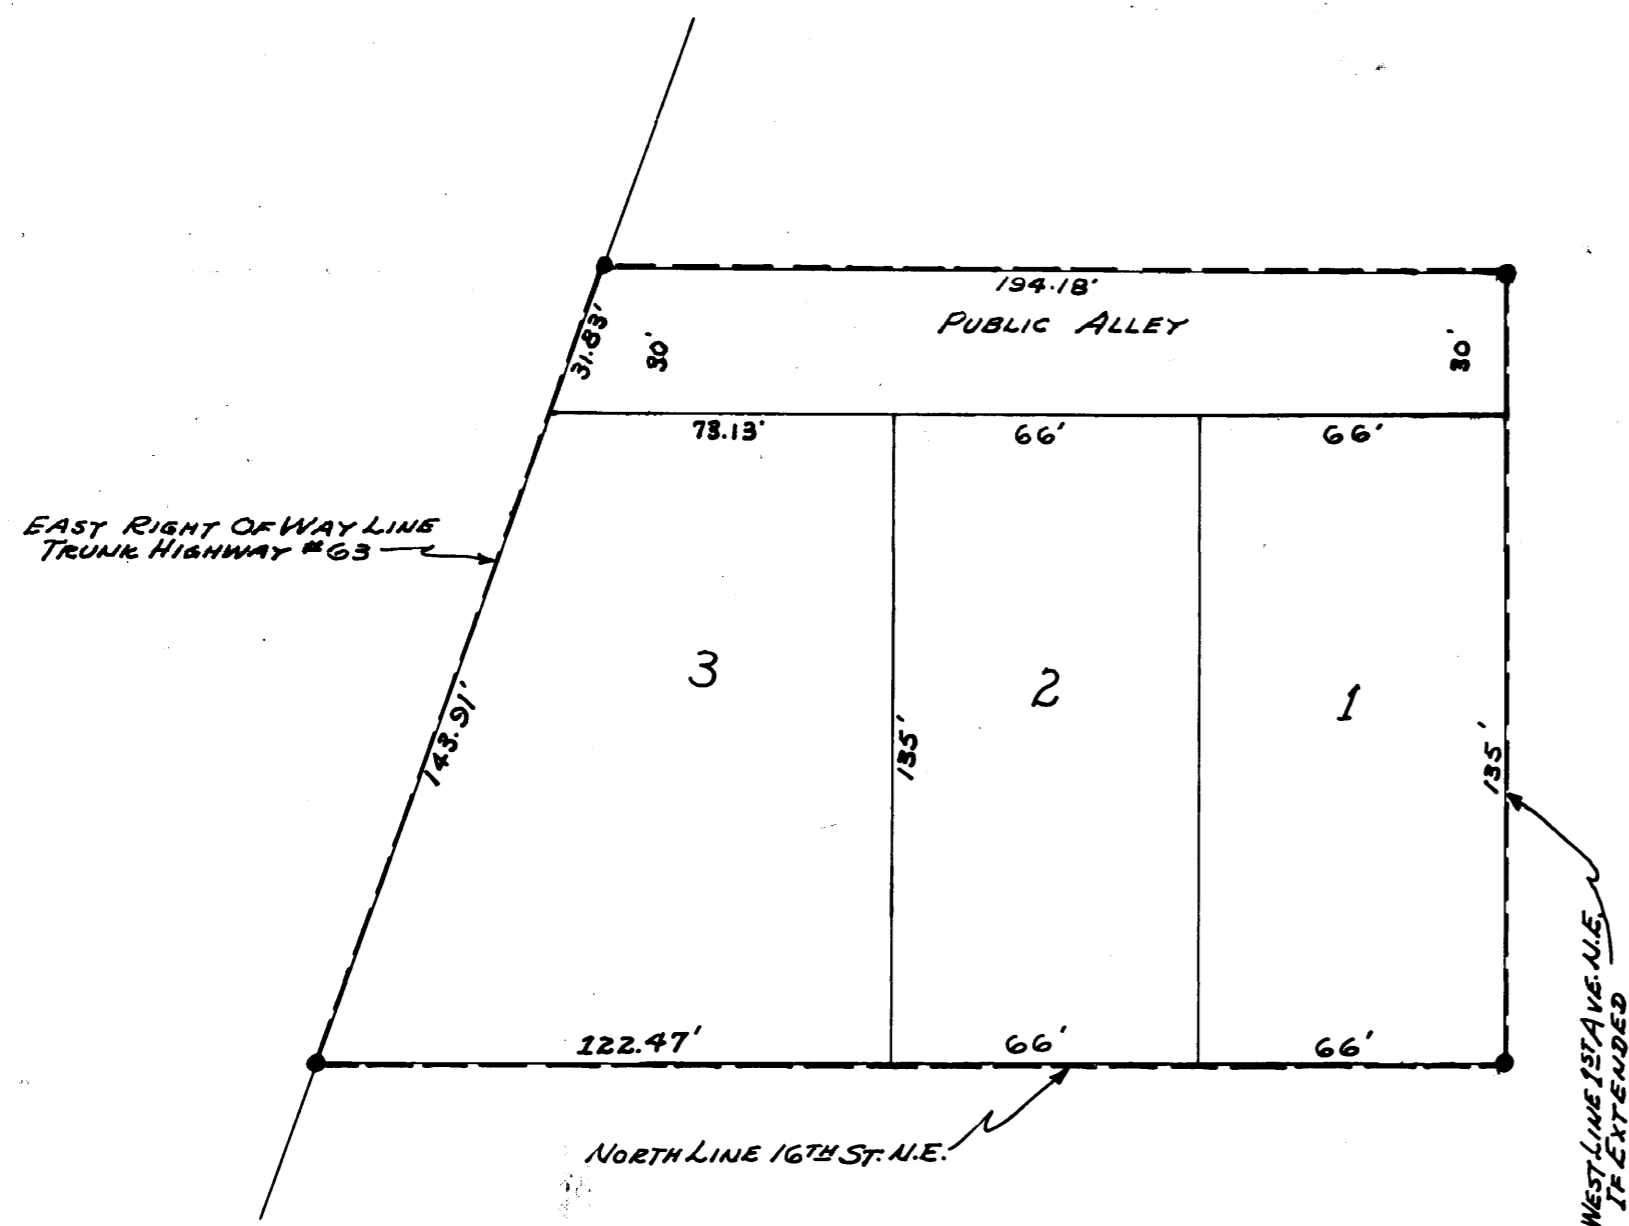 194.18'
PUBLIC ALLEY
31.83'
30'
30'
73.13'
66'
66'
EAST RIGHT OF WAY LINE
TRUNK HIGHWAY #63
3
2
1
143.91'
135'
135'
122.47'
66'
66'
NORTH LINE 16TH ST. N.E.
WEST LINE 1ST AVE. N.E.
IF EXTENDED